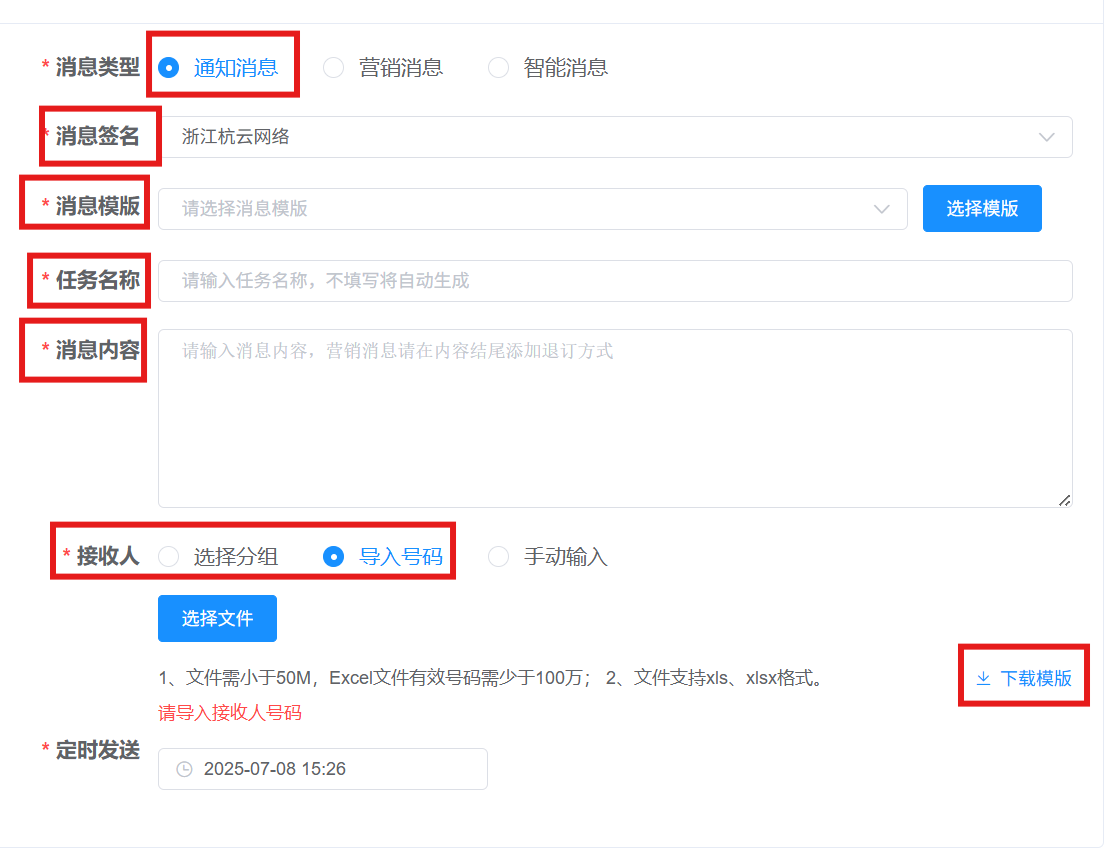 * 消息类型 通知消息 营销消息 智能消息
* 消息签名 浙江杭云网络
* 消息模版 请选择消息模版 选择模版
* 任务名称 请输入任务名称，不填写将自动生成
* 消息内容 请输入消息内容，营销消息请在内容结尾添加退订方式
* 接收人 选择分组 导入号码 手动输入
选择文件
1、文件需小于50M，Excel文件有效号码需少于100万； 2、文件支持xls、xlsx格式。 下载模版
请导入接收人号码
* 定时发送 2025-07-08 15:26